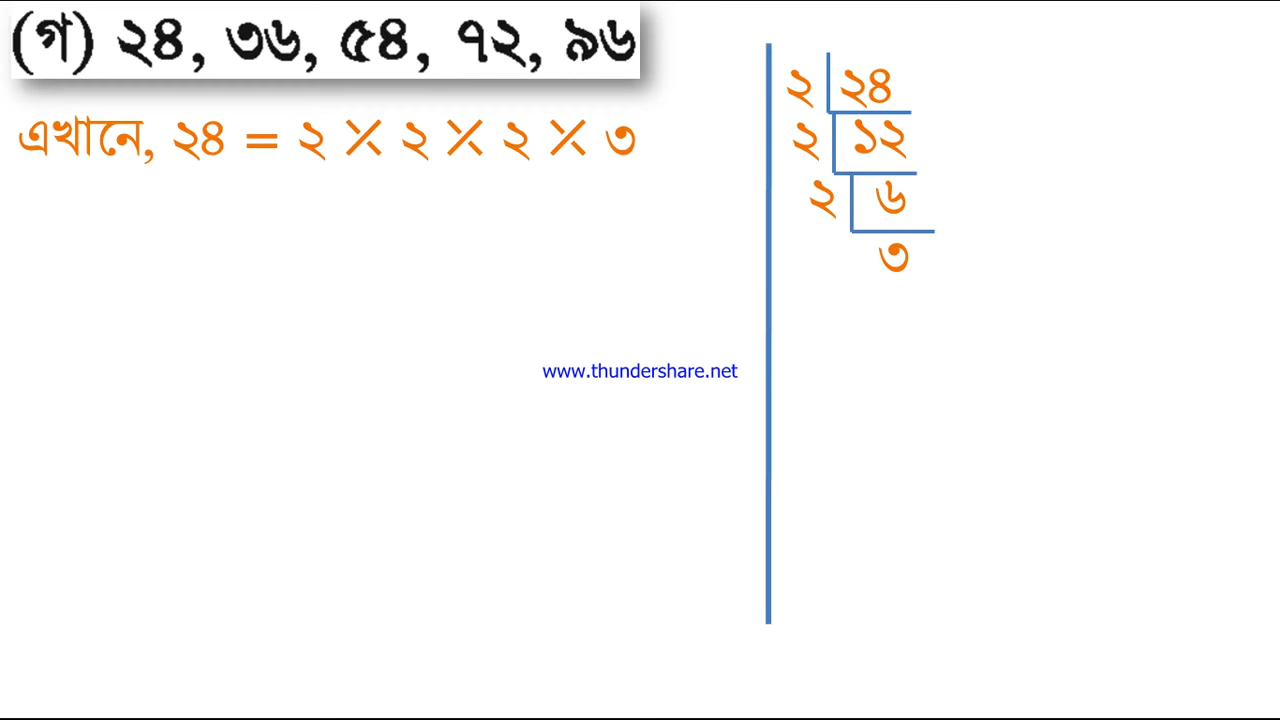 (গ) ২৪, ৩৬, ৫৪, ৭২, ৯৬
এখানে, ২৪ = ২ × ২ × ২ × ৩
২ ২৪
২ ১২
২ ৬
৩
www.thundershare.net